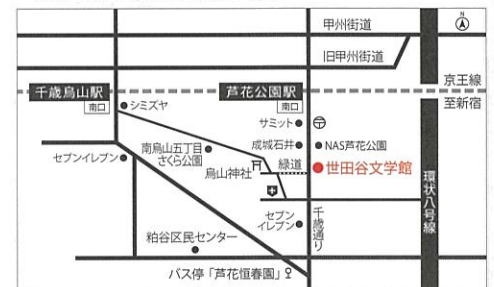 甲州街道
N
旧甲州街道
京王線
千歳烏山駅
芦花公園駅
南口
南口
至新宿
シミズヤ
サミット
南烏山五丁目
さくら公園
成城石井
NAS芦花公園
セブンイレブン
烏山神社
緑道
世田谷文学館
環状八号線
セブン
イレブン
千歳通り
粕谷区民センター
バス停「芦花恒春園」